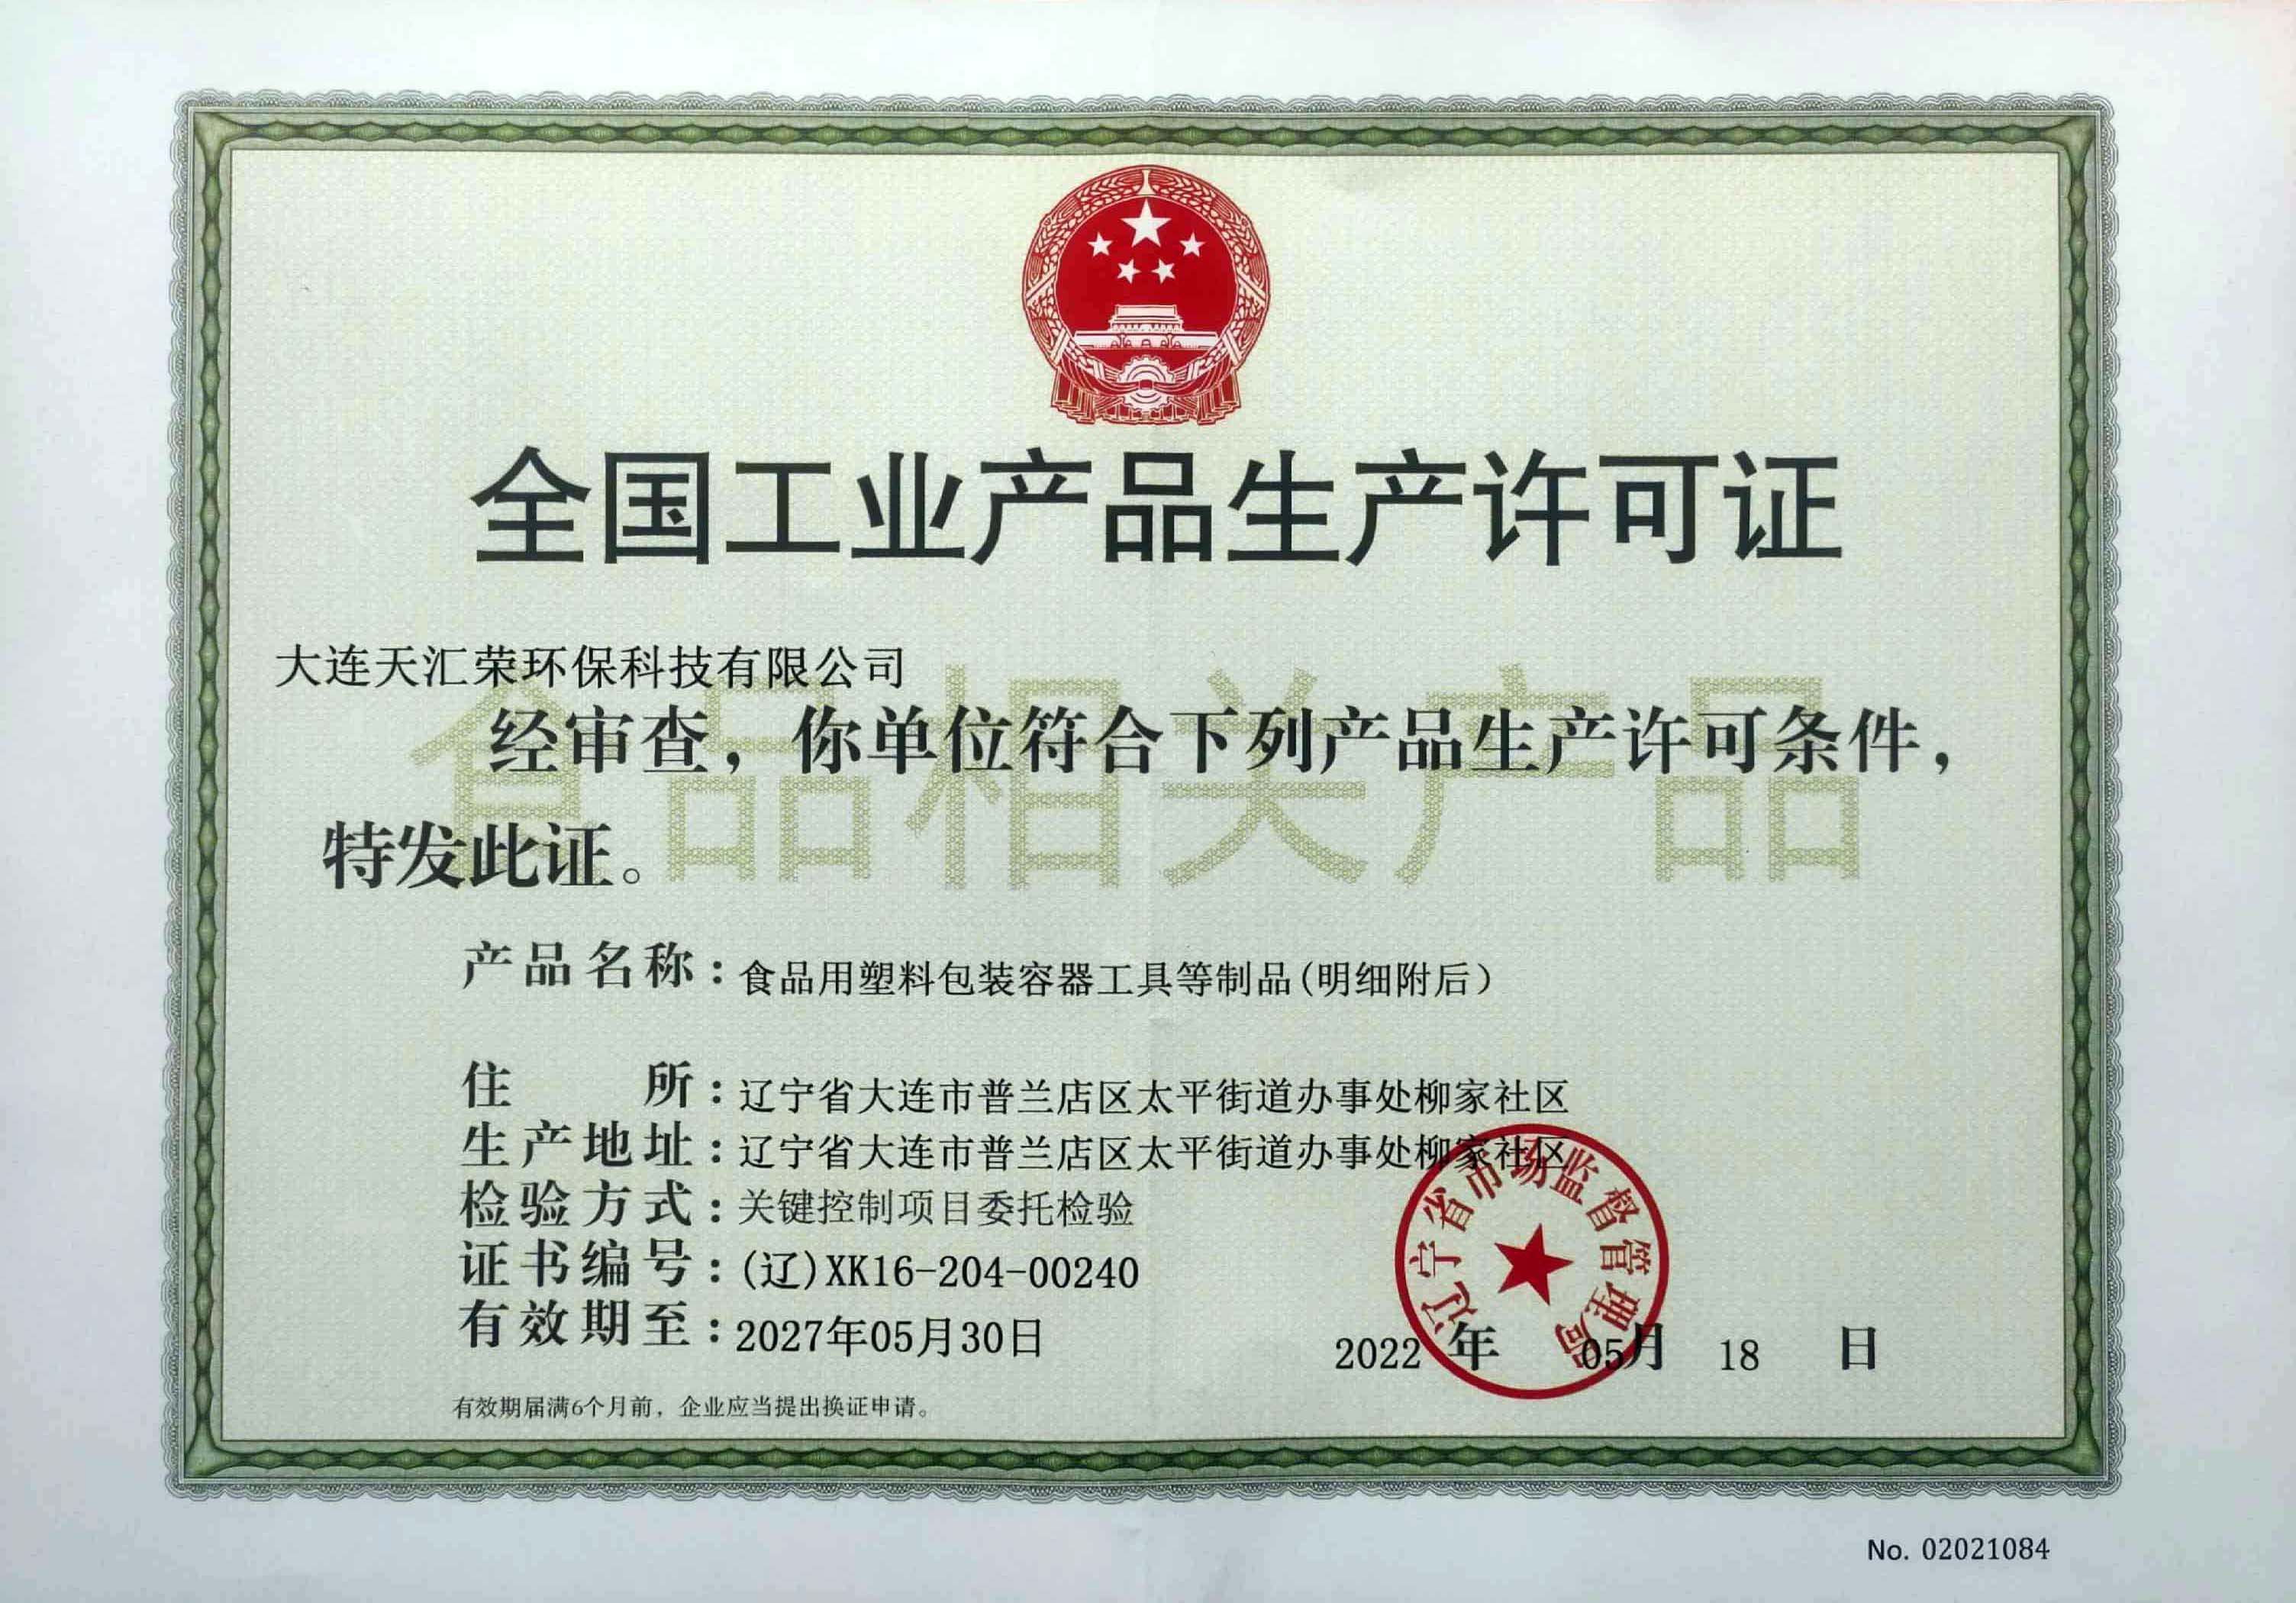 全国工业产品生产许可证
大连天汇荣环保科技有限公司
食品相关产品
经审查，你单位符合下列产品生产许可条件，
特发此证。
产品名称：食品用塑料包装容器工具等制品(明细附后)
住所：辽宁省大连市普兰店区太平街道办事处柳家社区
生产地址：辽宁省大连市普兰店区太平街道办事处柳家社区
检验方式：关键控制项目委托检验
证书编号：(辽)XK16-204-00240
有效期至：2027年05月30日
辽宁省市场监督管理局
2022 年 05月 18 日
有效期届满6个月前，企业应当提出换证申请。
No. 02021084